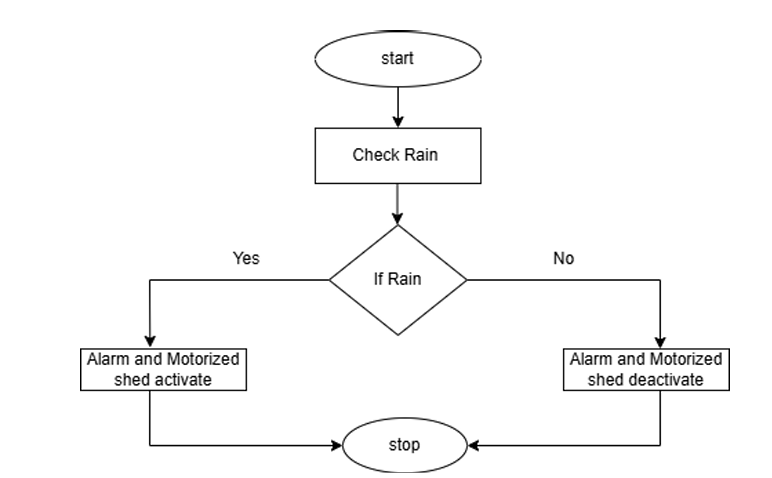 start
Check Rain
If Rain
Yes
No
Alarm and Motorized
shed activate
Alarm and Motorized
shed deactivate
stop